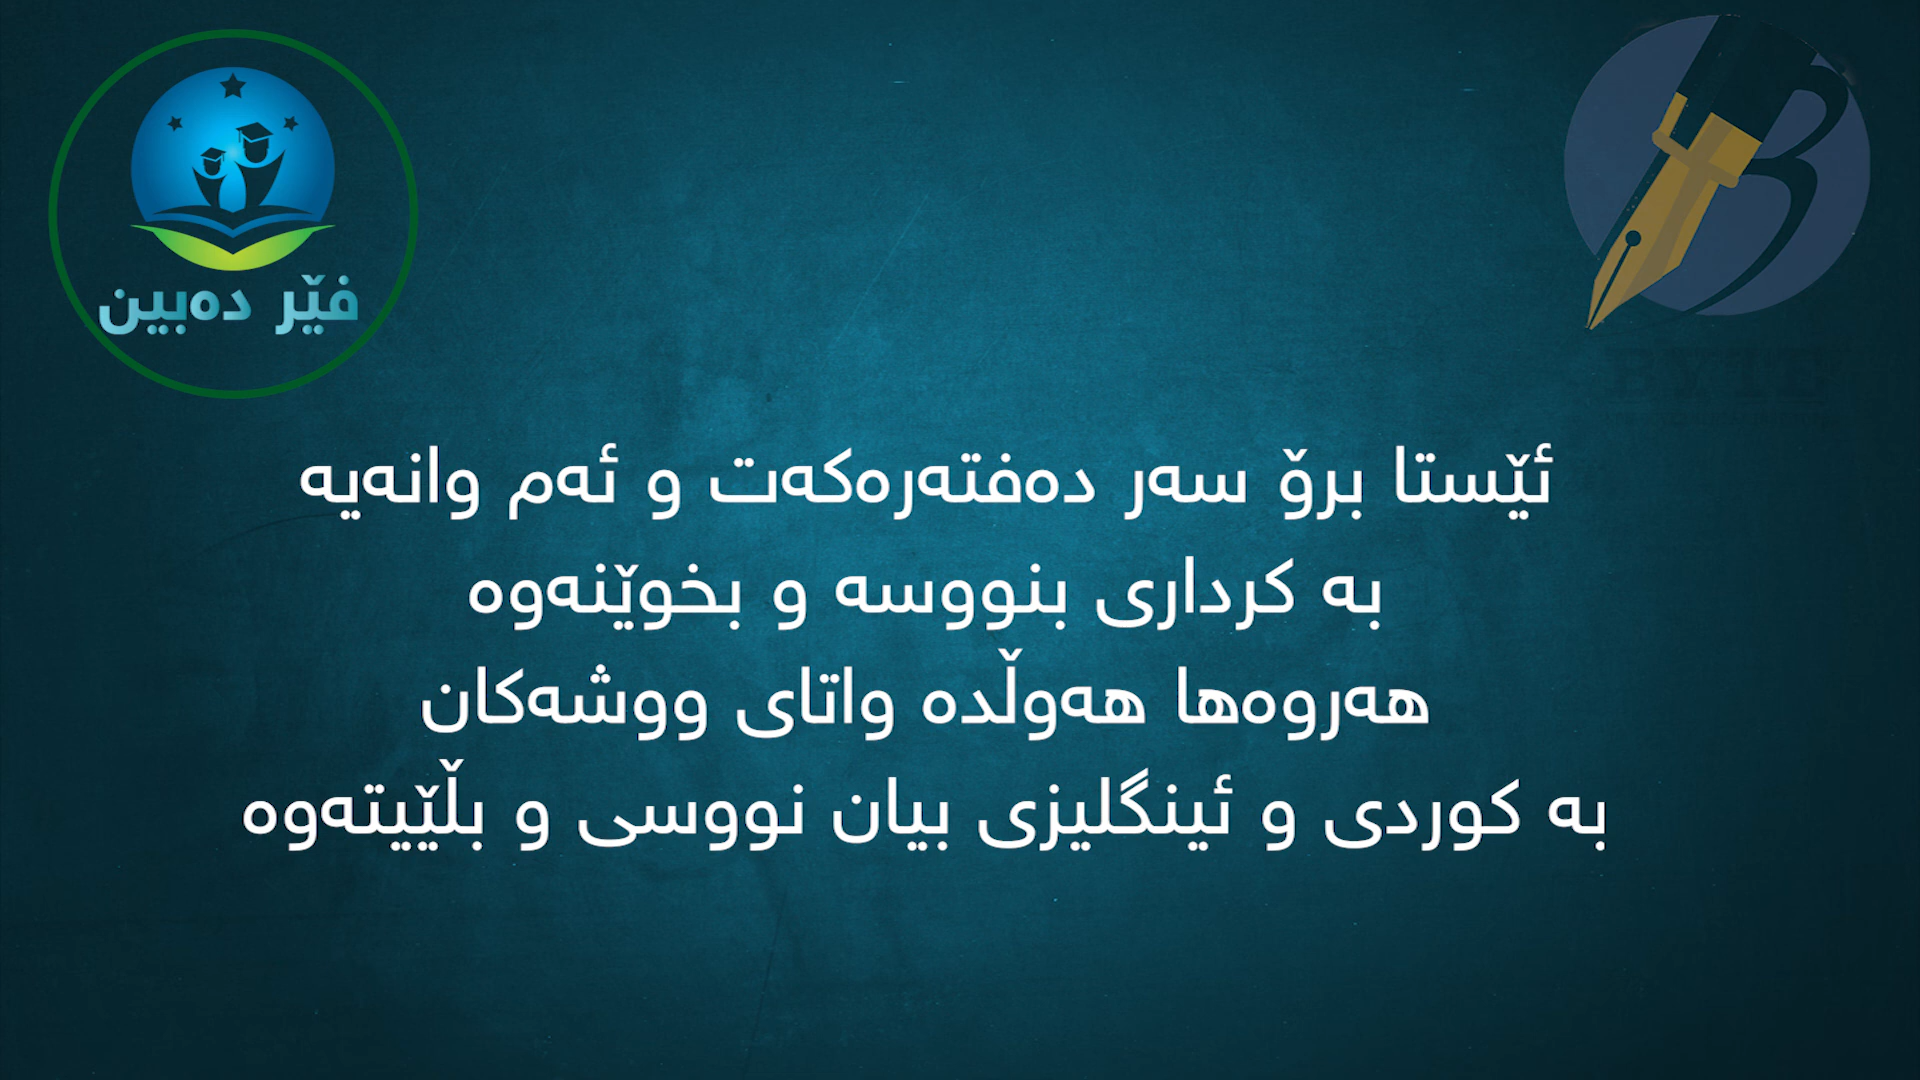 فێر دەبین
ئێستا برۆ سەر دەفتەرەکەت و ئەم وانەیە
بە کرداری بنووسە و بخوێنەوە
هەروەها هەوڵدە واتای ووشەکان
بە کوردی و ئینگلیزی بیان نووسی و بڵێیتەوە